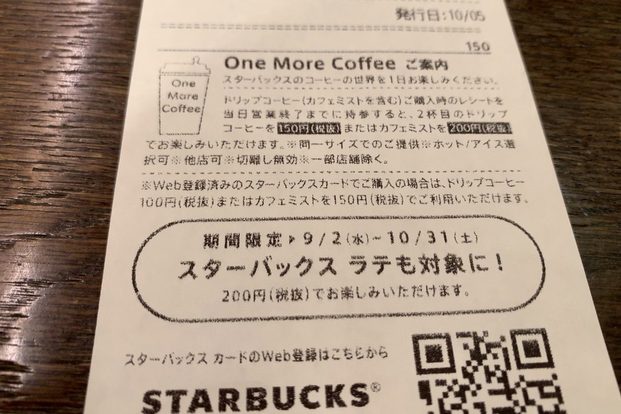 発行日:10/05
150
One More Coffee ご案内
スターバックスのコーヒーの世界を1日お楽しみください。
One
More
Coffee
ドリップコーヒー(カフェミストを含む)ご購入時のレシートを
当日営業終了までに持参すると、2杯目のドリップ
コーヒーを150円(税抜)またはカフェミストを200円(税抜)
でお楽しみいただけます。※同一サイズでのご提供※ホット/アイス選
択可※他店可※切離し無効※一部店舗除く。
※Web登録済みのスターバックスカードでご購入の場合は、ドリップコーヒー
100円(税抜)またはカフェミストを150円(税抜)でご利用いただけます。
期間限定▶9/2(水)~10/31(土)
スターバックス ラテも対象に!
200円(税抜)でお楽しみいただけます。
スターバックス カードのWeb登録はこちらから
STARBUCKS®